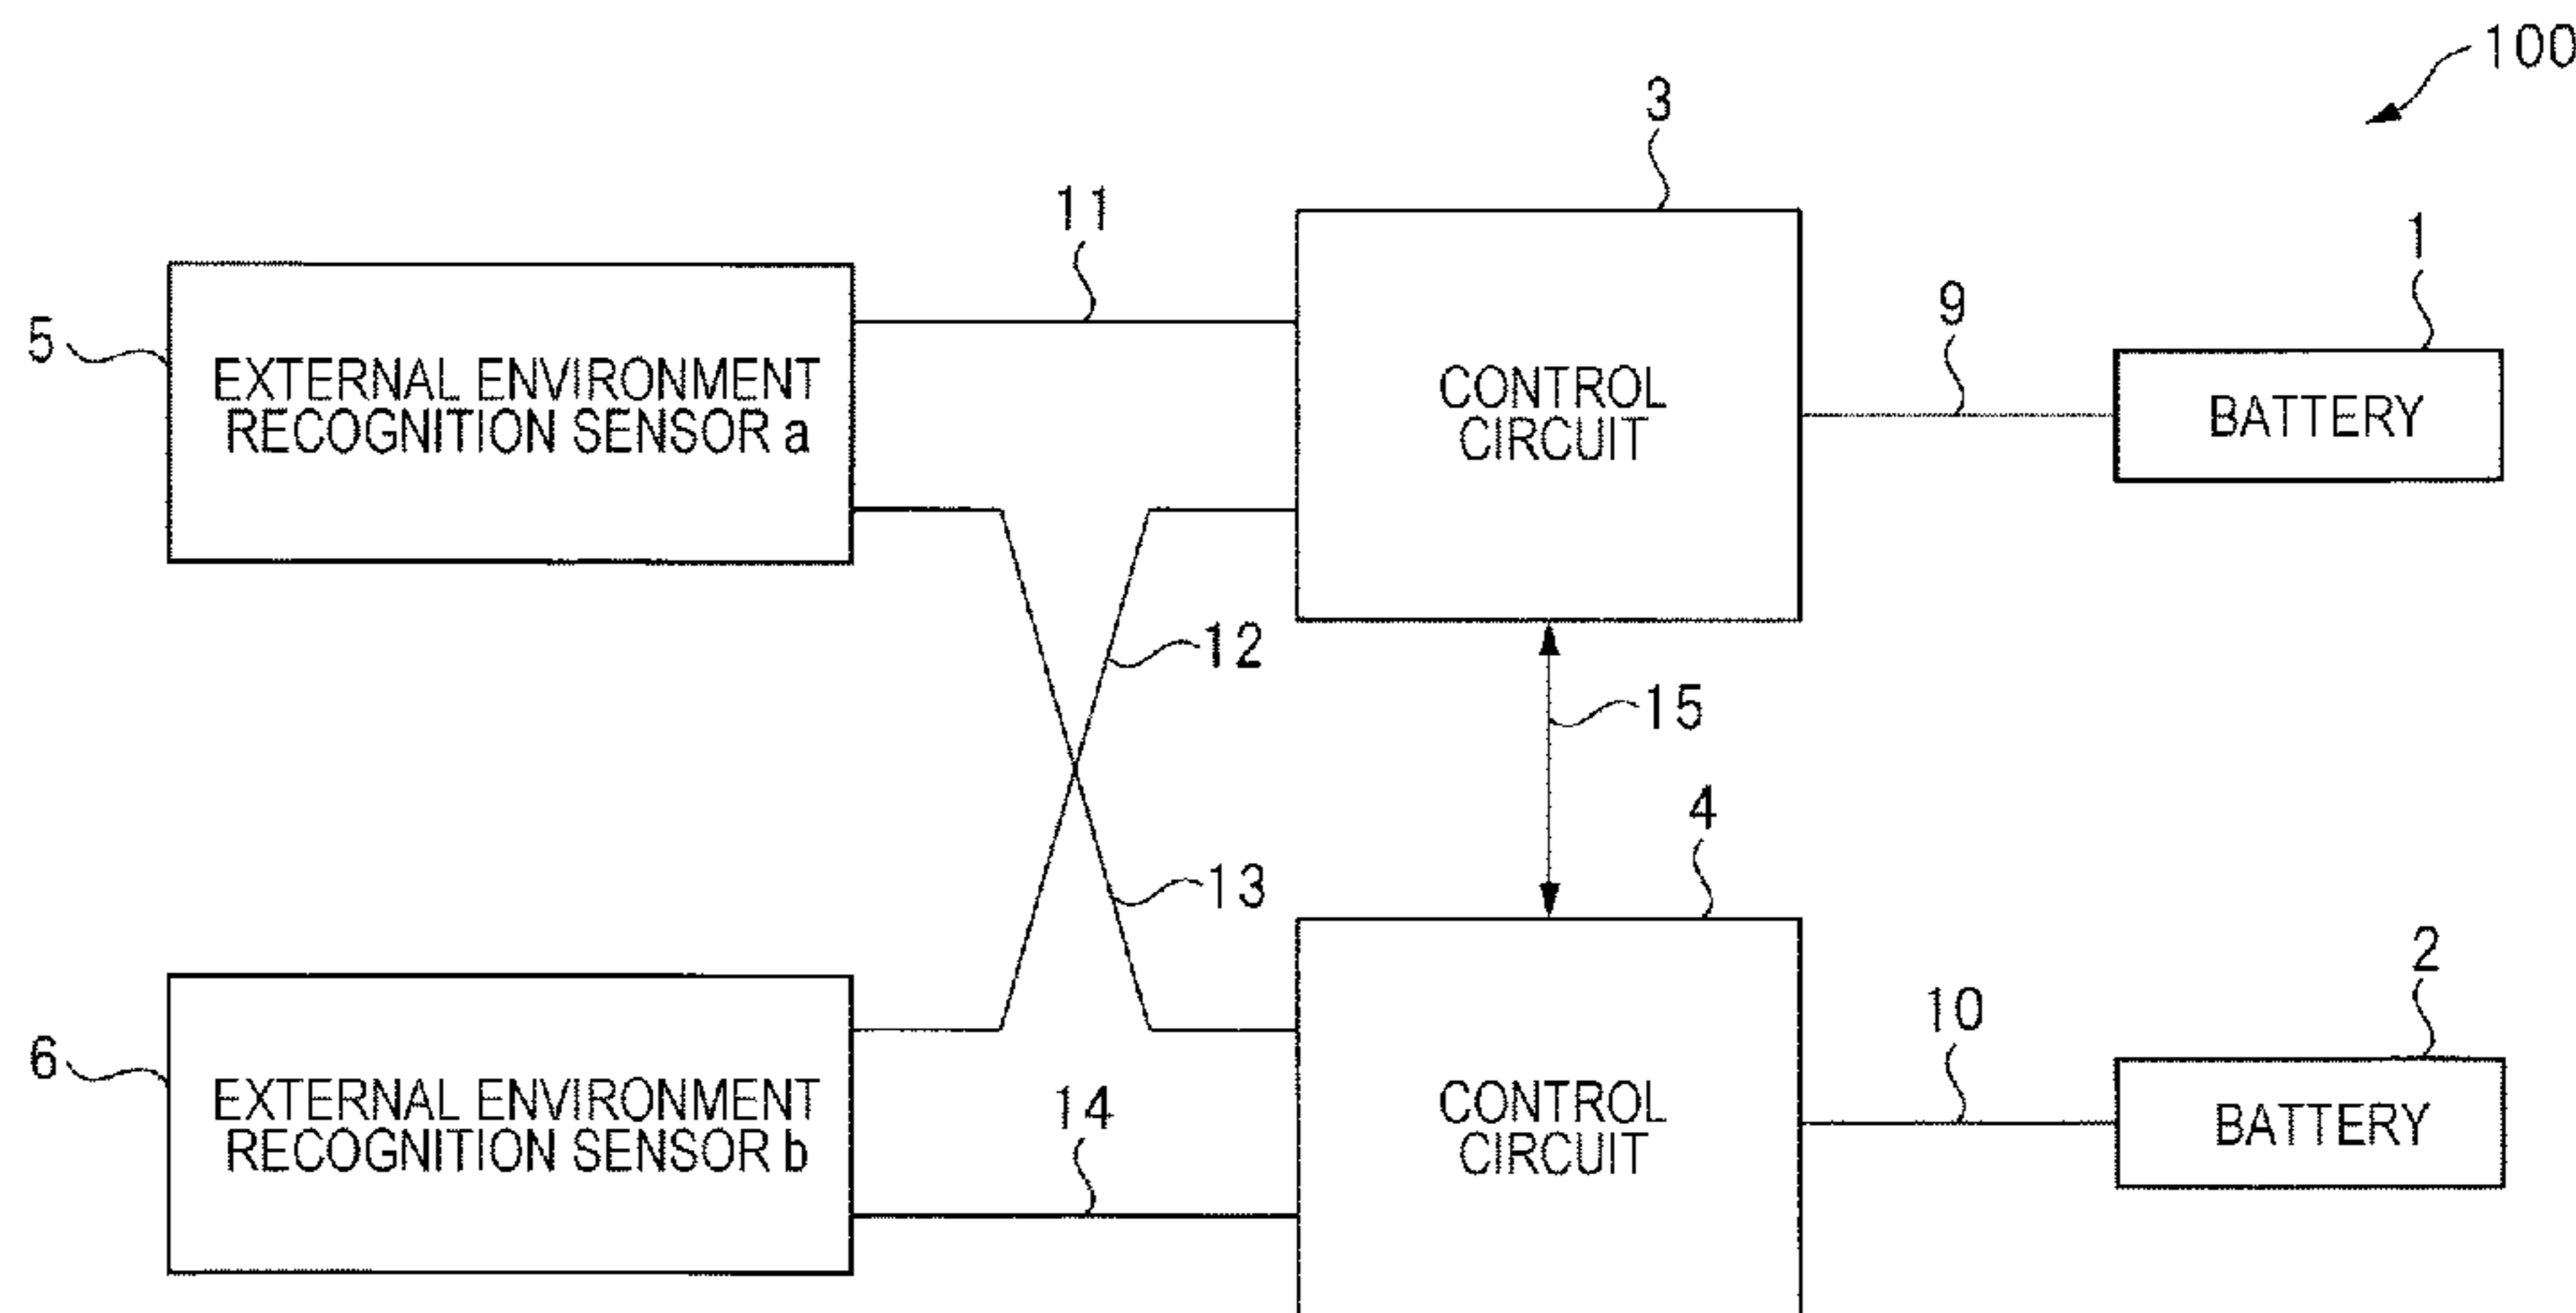 100
3
11
1
9
5
EXTERNAL ENVIRONMENT
RECOGNITION SENSOR a
CONTROL
CIRCUIT
BATTERY
12
15
4
13
2
10
6
EXTERNAL ENVIRONMENT
RECOGNITION SENSOR b
14
CONTROL
CIRCUIT
BATTERY